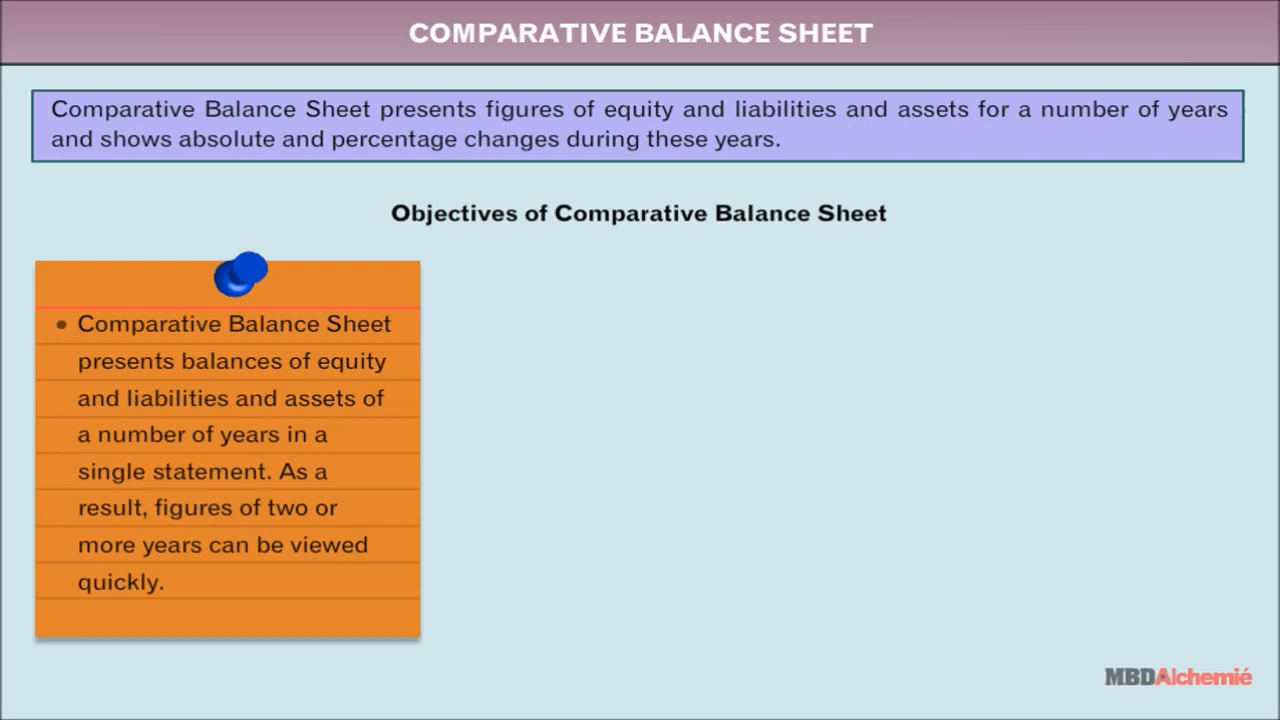 COMPARATIVE BALANCE SHEET
Comparative Balance Sheet presents figures of equity and liabilities and assets for a number of years
and shows absolute and percentage changes during these years.
Objectives of Comparative Balance Sheet
• Comparative Balance Sheet
presents balances of equity
and liabilities and assets of
a number of years in a
single statement. As a
result, figures of two or
more years can be viewed
quickly.
MBDAlchemié